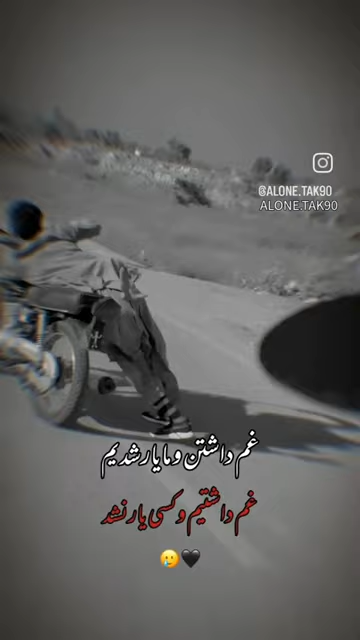 @ALONE.TAK90
ALONE.TAK90
غم داشتن و ما یار شدیم
غم داشتیم و کسی یار نشد
🥲🖤